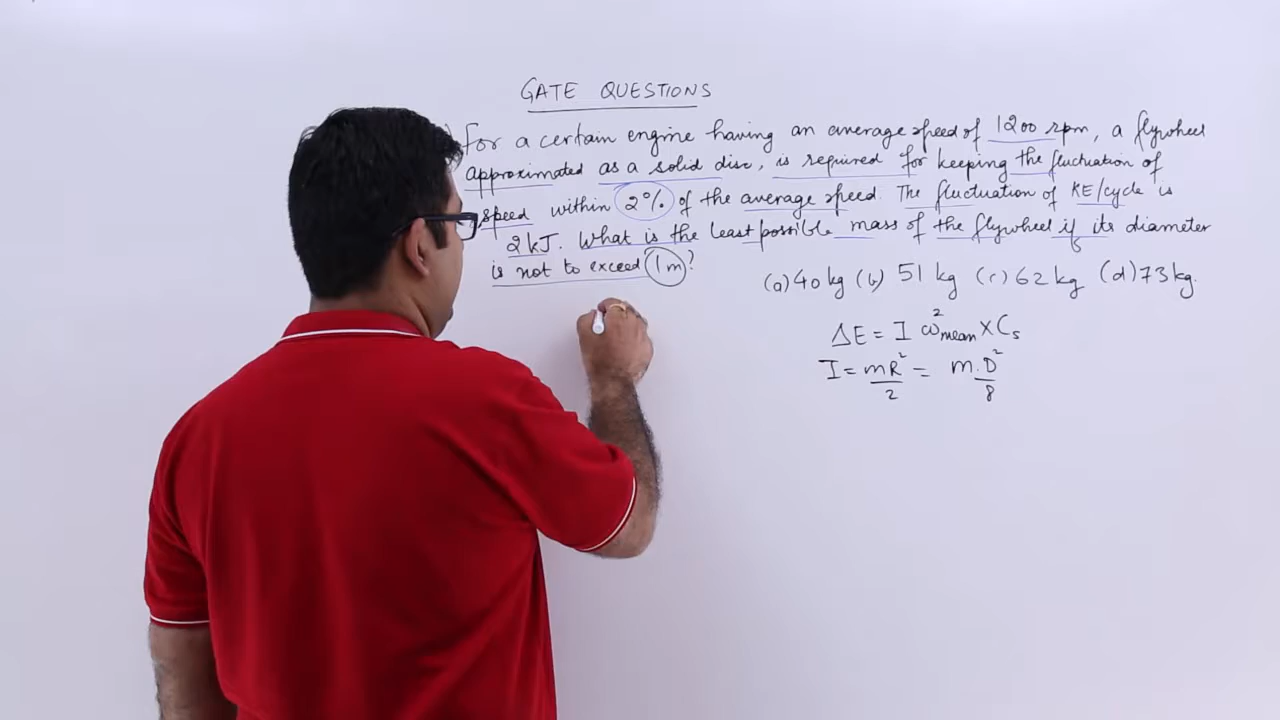 GATE QUESTIONS
for a certain engine having an average speed of 1200 rpm, a flywheel
approximated as a solid disc, is required for keeping the fluctuation of
speed within 2% of the average speed. The fluctuation of KE/cycle is
2 kJ. What is the least possible mass of the flywheel if its diameter
is not to exceed 1 m?
(a) 40 kg (b) 51 kg (c) 62 kg (d) 73 kg.
ΔE = I ω²mean X Cs
I = mR²/2 = m.D²/8